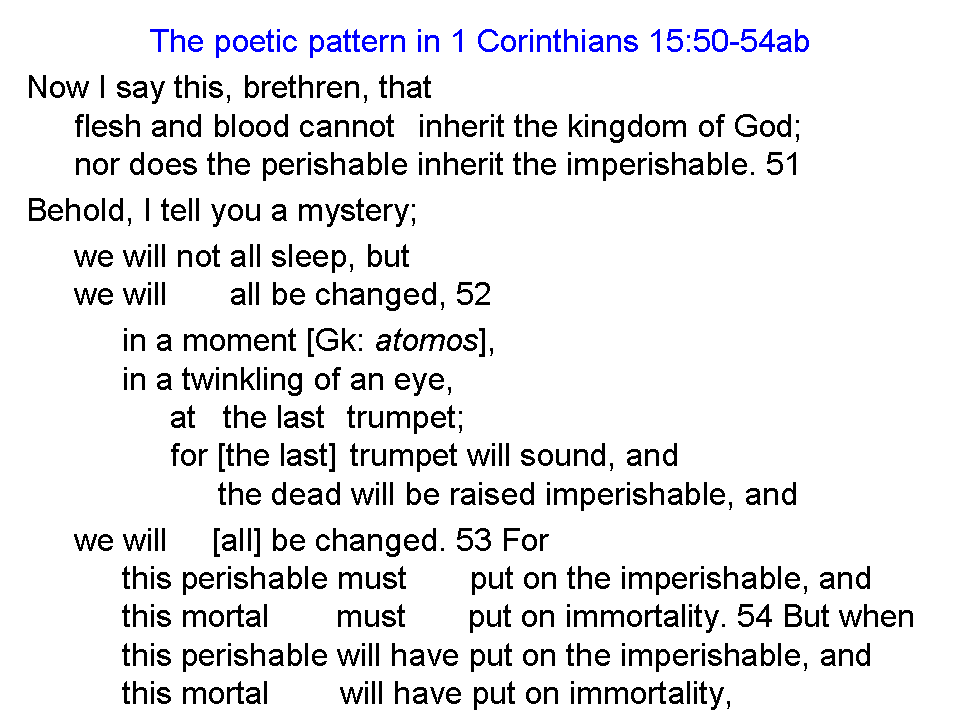 The poetic pattern in 1 Corinthians 15:50-54ab
Now I say this, brethren, that
flesh and blood cannot inherit the kingdom of God;
nor does the perishable inherit the imperishable. 51
Behold, I tell you a mystery;
we will not all sleep, but
we will all be changed, 52
in a moment [Gk: atomos],
in a twinkling of an eye,
at the last trumpet;
for [the last] trumpet will sound, and
the dead will be raised imperishable, and
we will [all] be changed. 53 For
this perishable must put on the imperishable, and
this mortal must put on immortality. 54 But when
this perishable will have put on the imperishable, and
this mortal will have put on immortality,